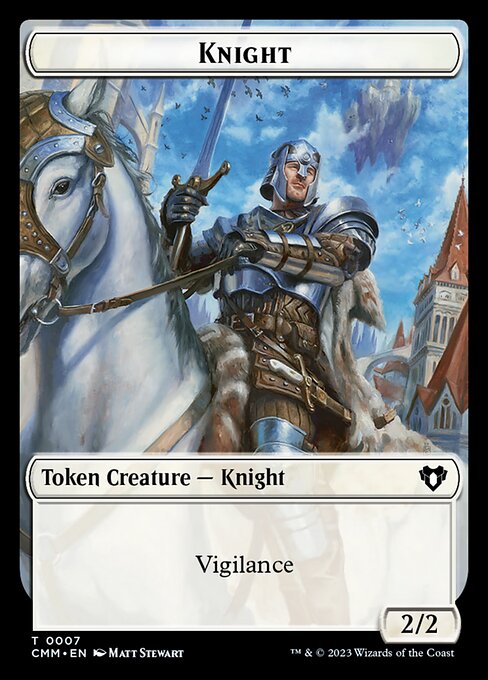 Knight
Token Creature — Knight
Vigilance
2/2
T 0007
CMM • EN Matt Stewart
™ & © 2023 Wizards of the Coast